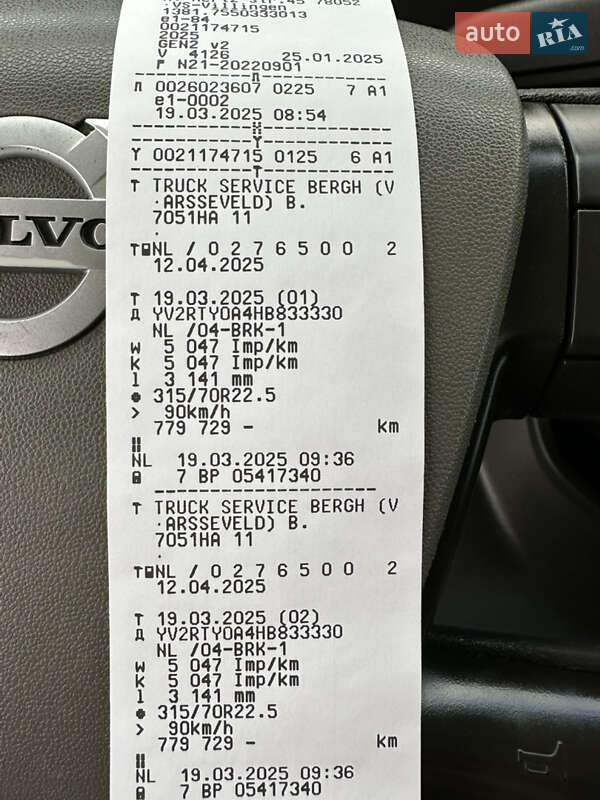 1381.7550333013
e1-84
0021174715
2025
GEN2 v2
V 4126 25.01.2025
P N21-20220901
Л 0026023607 0225 7 A1
e1-0002
19.03.2025 08:54
Y 0021174715 0125 6 A1
T TRUCK SERVICE BERGH (V
.ARSSEVELD) B.
7051HA 11
.
T NL / 0 2 7 6 5 0 0 2
12.04.2025
T 19.03.2025 (01)
Д YV2RTY0A4HB833330
NL /04-BRK-1
w 5 047 Imp/km
k 5 047 Imp/km
l 3 141 mm
● 315/70R22.5
> 90km/h
779 729 - km
NL 19.03.2025 09:36
7 BP 05417340
T TRUCK SERVICE BERGH (V
.ARSSEVELD) B.
7051HA 11
.
T NL / 0 2 7 6 5 0 0 2
12.04.2025
T 19.03.2025 (02)
Д YV2RTY0A4HB833330
NL /04-BRK-1
w 5 047 Imp/km
k 5 047 Imp/km
l 3 141 mm
● 315/70R22.5
> 90km/h
779 729 - km
NL 19.03.2025 09:36
7 BP 05417340
LVO
auto RIA.com